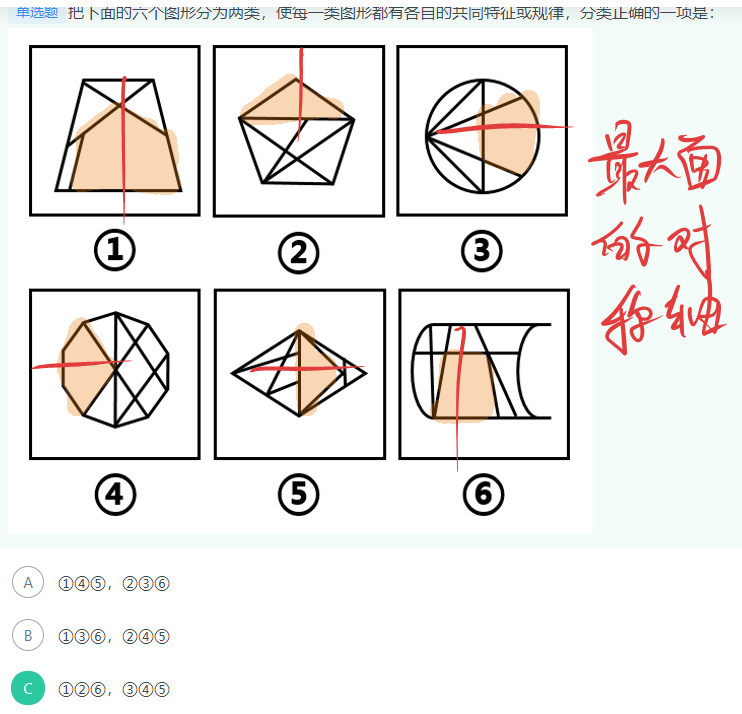 单选题 把下面的六个图形分为两类，使每一类图形都有各自的共同特征或规律，分类正确的一项是：
① ② ③
④ ⑤ ⑥
最大面
的对
称轴
A ①④⑤，②③⑥
B ①③⑥，②④⑤
C ①②⑥，③④⑤